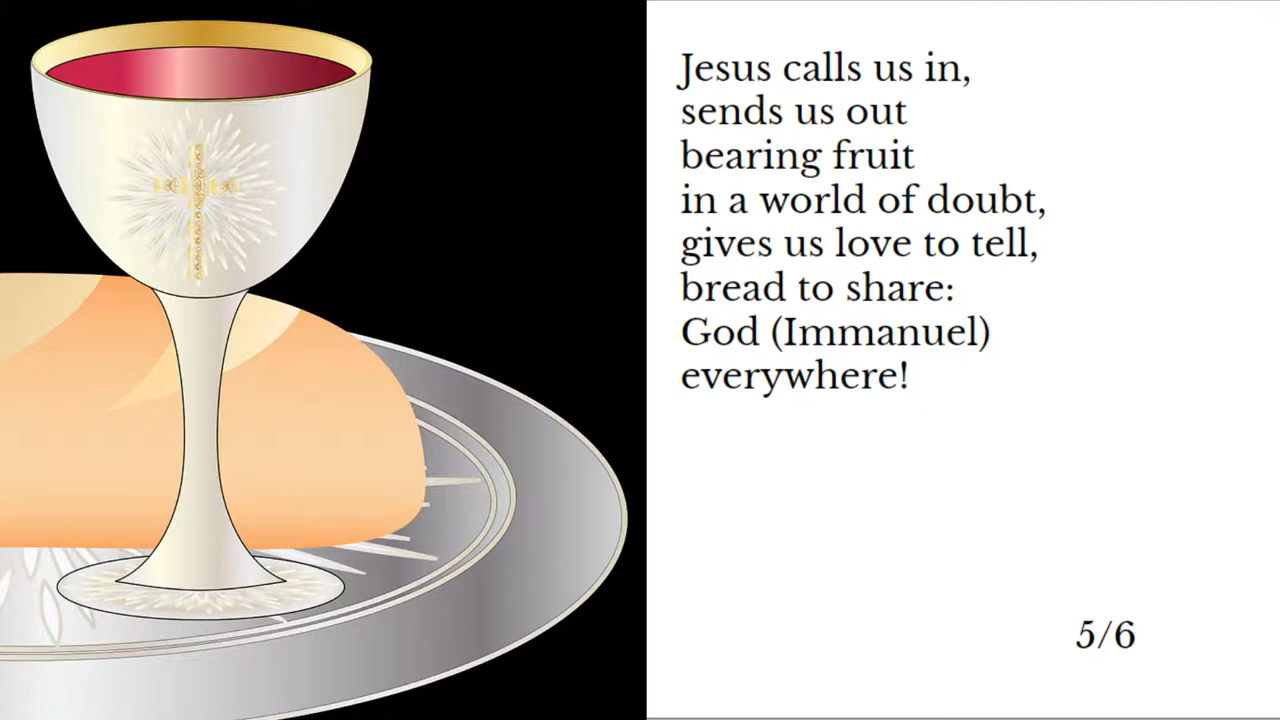 Jesus calls us in,
sends us out
bearing fruit
in a world of doubt,
gives us love to tell,
bread to share:
God (Immanuel)
everywhere!
5/6